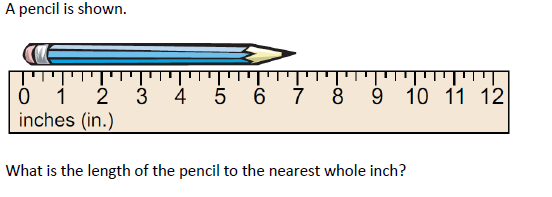 A pencil is shown.
0 1 2 3 4 5 6 7 8 9 10 11 12
inches (in.)
What is the length of the pencil to the nearest whole inch?